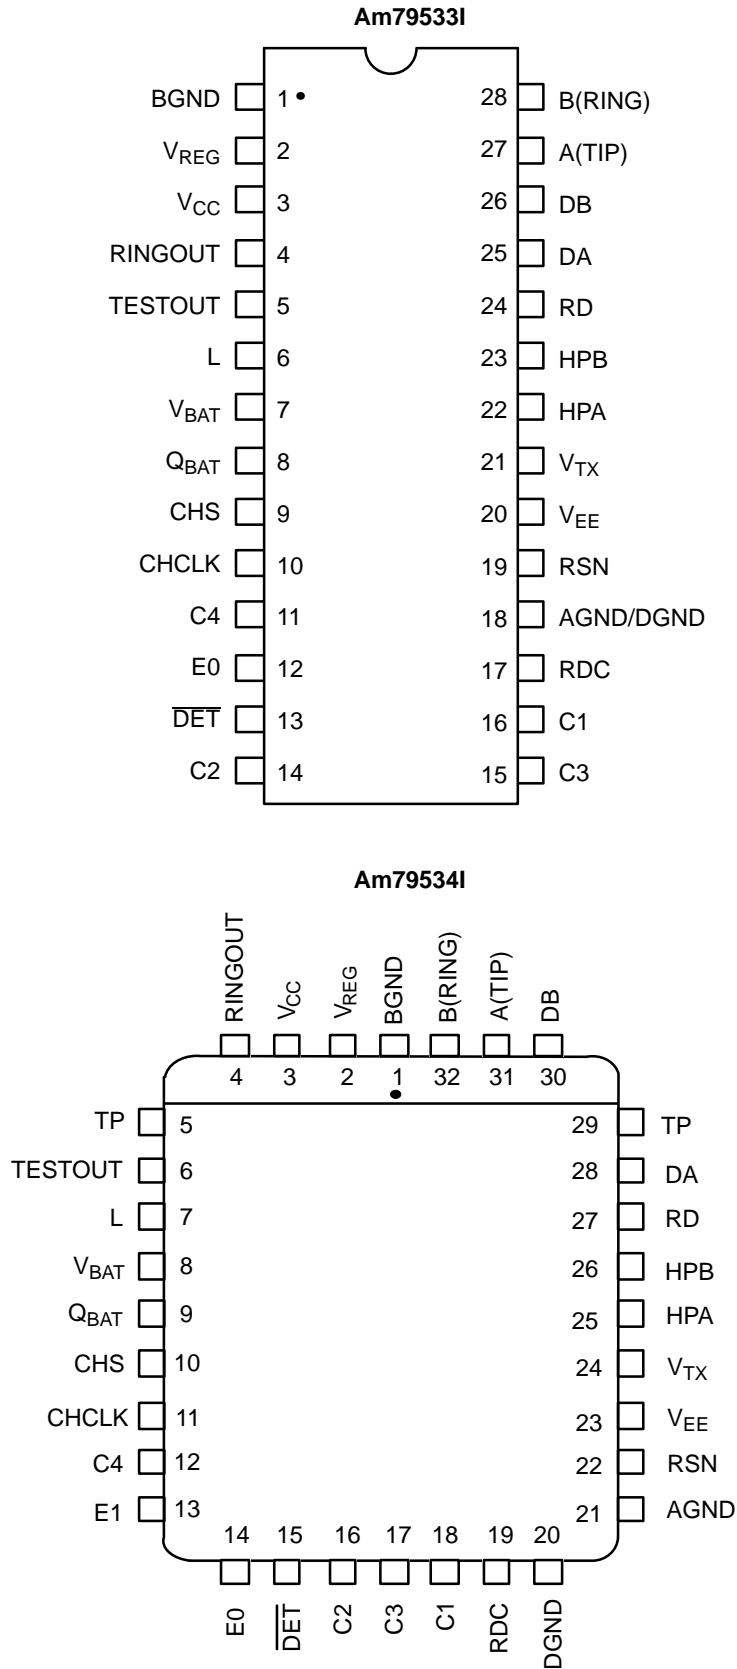 Am79533I
BGND 1 28 B(RING)
VREG 2 27 A(TIP)
VCC 3 26 DB
RINGOUT 4 25 DA
TESTOUT 5 24 RD
L 6 23 HPB
VBAT 7 22 HPA
QBAT 8 21 VTX
CHS 9 20 VEE
CHCLK 10 19 RSN
C4 11 18 AGND/DGND
E0 12 17 RDC
DET 13 16 C1
C2 14 15 C3
Am79534I
RINGOUT VCC VREG BGND B(RING) A(TIP) DB
4 3 2 1 32 31 30
TP 5 29 TP
TESTOUT 6 28 DA
L 7 27 RD
VBAT 8 26 HPB
QBAT 9 25 HPA
CHS 10 24 VTX
CHCLK 11 23 VEE
C4 12 22 RSN
E1 13 21 AGND
14 15 16 17 18 19 20
E0 DET C2 C3 C1 RDC DGND